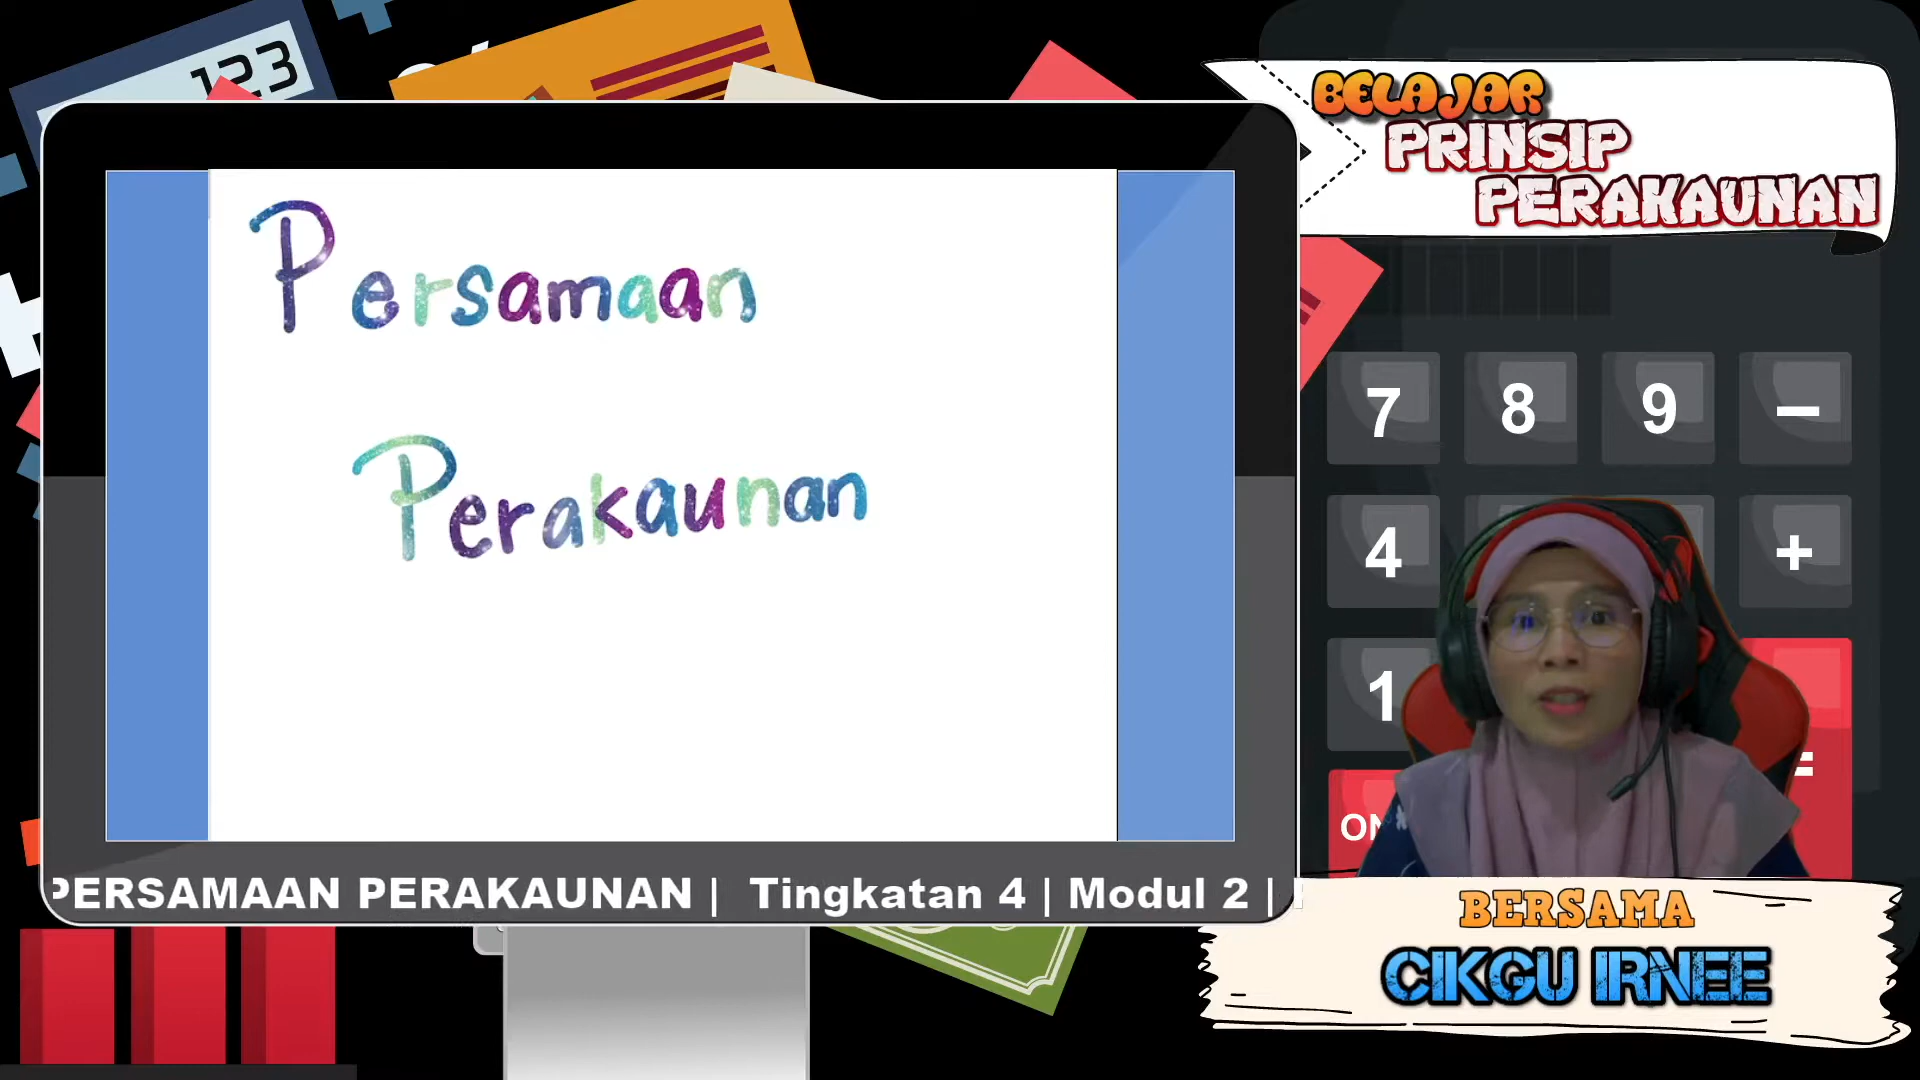 123
BELAJAR
PRINSIP
PERAKAUNAN
Persamaan
Perakaunan
7 8 9 −
4 +
1
=
PERSAMAAN PERAKAUNAN | Tingkatan 4 | Modul 2 |
BERSAMA
CIKGU IRNEE